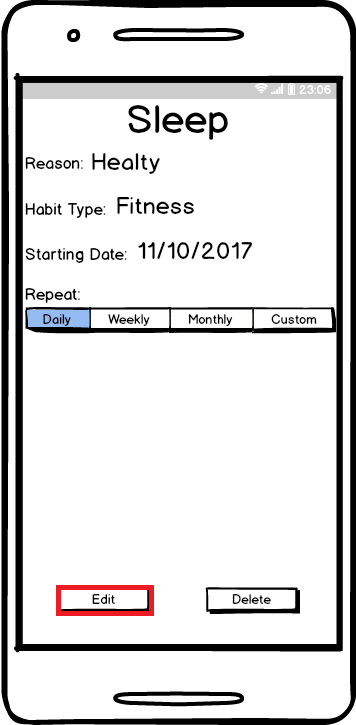 23:06
Sleep
Reason: Healty
Habit Type: Fitness
Starting Date: 11/10/2017
Repeat:
Daily Weekly Monthly Custom
Edit Delete